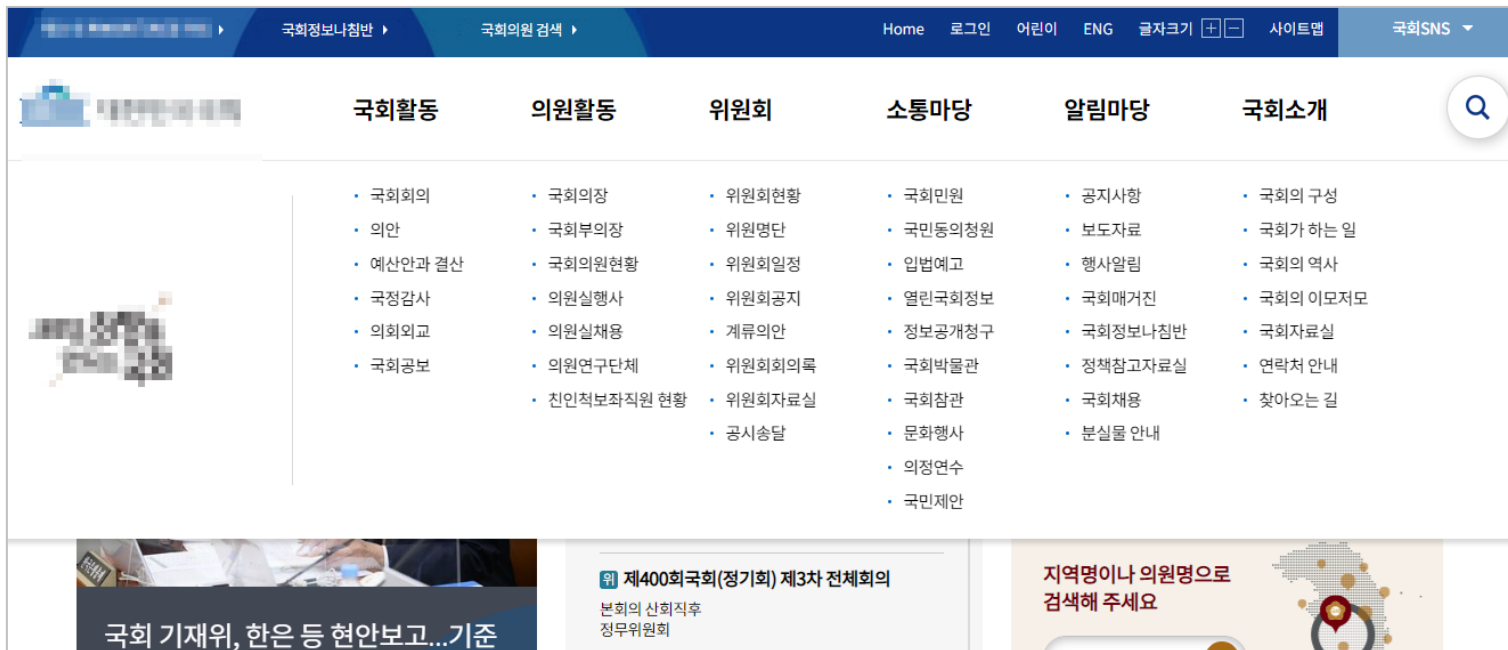 국회정보나침반
국회의원 검색
Home 로그인 어린이 ENG 글자크기 + - 사이트맵
국회SNS
국회활동 의원활동 위원회 소통마당 알림마당 국회소개
국회회의
의안
예산안과 결산
국정감사
의회외교
국회공보
국회의장
국회부의장
국회의원현황
의원실행사
의원실채용
의원연구단체
친인척보좌직원 현황
위원회현황
위원명단
위원회일정
위원회공지
계류의안
위원회회의록
위원회자료실
공시송달
국회민원
국민동의청원
입법예고
열린국회정보
정보공개청구
국회박물관
국회참관
문화행사
의정연수
국민제안
공지사항
보도자료
행사알림
국회매거진
국회정보나침반
정책참고자료실
국회채용
분실물 안내
국회의 구성
국회가 하는 일
국회의 역사
국회의 이모저모
국회자료실
연락처 안내
찾아오는 길
국회 기재위, 한은 등 현안보고...기준
위 제400회국회(정기회) 제3차 전체회의
본회의 산회직후
정무위원회
지역명이나 의원명으로
검색해 주세요